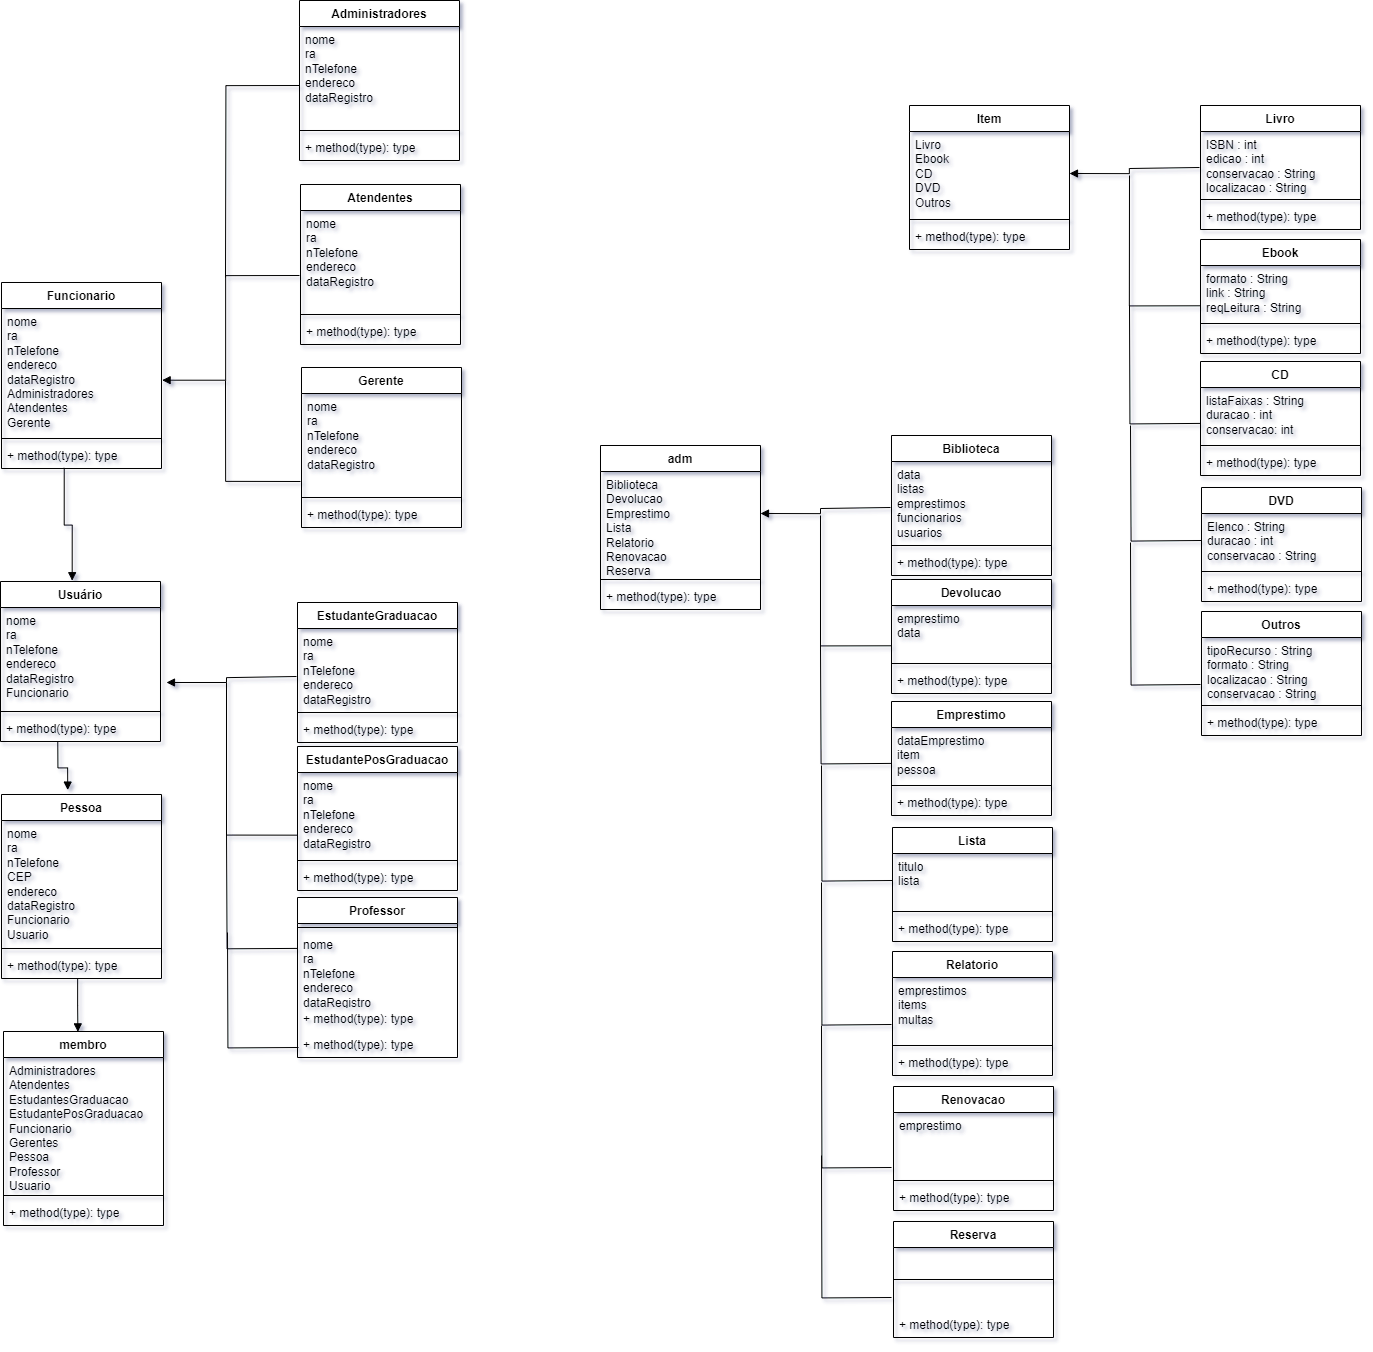 Administradores
nome
ra
nTelefone
endereco
dataRegistro
+ method(type): type
Atendentes
nome
ra
nTelefone
endereco
dataRegistro
+ method(type): type
Funcionario
nome
ra
nTelefone
endereco
dataRegistro
Administradores
Atendentes
Gerente
+ method(type): type
Gerente
nome
ra
nTelefone
endereco
dataRegistro
+ method(type): type
Usuário
nome
ra
nTelefone
endereco
dataRegistro
Funcionario
+ method(type): type
EstudanteGraduacao
nome
ra
nTelefone
endereco
dataRegistro
+ method(type): type
EstudantePosGraduacao
nome
ra
nTelefone
endereco
dataRegistro
+ method(type): type
Pessoa
nome
ra
nTelefone
CEP
endereco
dataRegistro
Funcionario
Usuario
+ method(type): type
Professor
nome
ra
nTelefone
endereco
dataRegistro
+ method(type): type
+ method(type): type
membro
Administradores
Atendentes
EstudantesGraduacao
EstudantePosGraduacao
Funcionario
Gerentes
Pessoa
Professor
Usuario
+ method(type): type
adm
Biblioteca
Devolucao
Emprestimo
Lista
Relatorio
Renovacao
Reserva
+ method(type): type
Biblioteca
data
listas
emprestimos
funcionarios
usuarios
+ method(type): type
Devolucao
emprestimo
data
+ method(type): type
Emprestimo
dataEmprestimo
item
pessoa
+ method(type): type
Lista
titulo
lista
+ method(type): type
Relatorio
emprestimos
items
multas
+ method(type): type
Renovacao
emprestimo
+ method(type): type
Reserva
+ method(type): type
Item
Livro
Ebook
CD
DVD
Outros
+ method(type): type
Livro
ISBN : int
edicao : int
conservacao : String
localizacao : String
+ method(type): type
Ebook
formato : String
link : String
reqLeitura : String
+ method(type): type
CD
listaFaixas : String
duracao : int
conservacao: int
+ method(type): type
DVD
Elenco : String
duracao : int
conservacao : String
+ method(type): type
Outros
tipoRecurso : String
formato : String
localizacao : String
conservacao : String
+ method(type): type